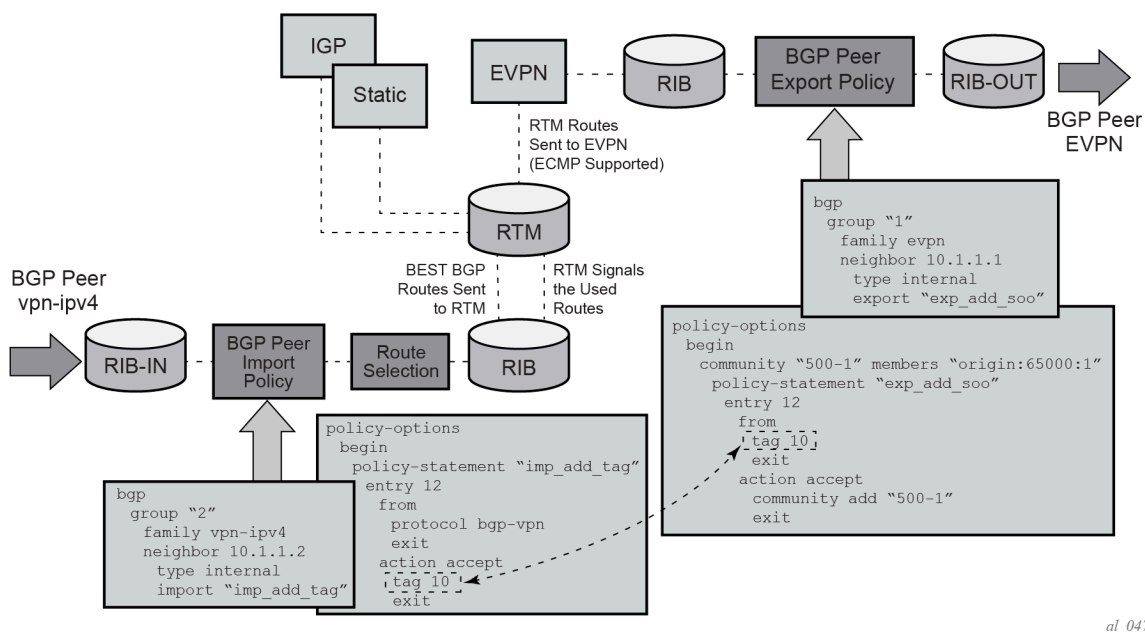 IGP
Static
EVPN
RIB
BGP Peer
Export Policy
RIB-OUT
BGP Peer
EVPN
RTM Routes
Sent to EVPN
(ECMP Supported)
RTM
BEST BGP
Routes Sent
to RTM
RTM Signals
the Used
Routes
BGP Peer
vpn-ipv4
RIB-IN
BGP Peer
Import
Policy
Route
Selection
RIB
bgp
group “1”
family evpn
neighbor 10.1.1.1
type internal
export “exp_add_soo”
policy-options
begin
community “500-1” members “origin:65000:1”
policy-statement “exp_add_soo”
entry 12
from
tag 10
exit
action accept
community add “500-1”
exit
policy-options
begin
policy-statement “imp_add_tag”
entry 12
from
protocol bgp-vpn
exit
action accept
tag 10
exit
bgp
group “2”
family vpn-ipv4
neighbor 10.1.1.2
type internal
import “imp_add_tag”